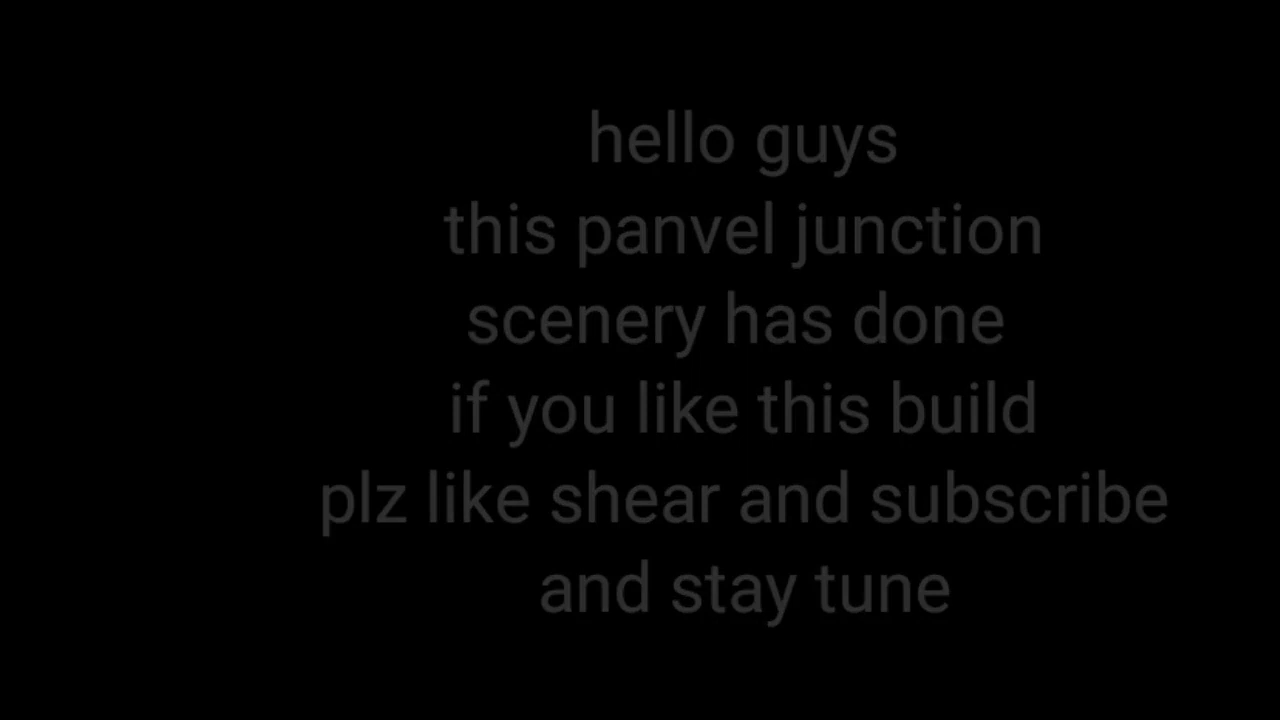 hello guys
this panvel junction
scenery has done
if you like this build
plz like shear and subscribe
and stay tune